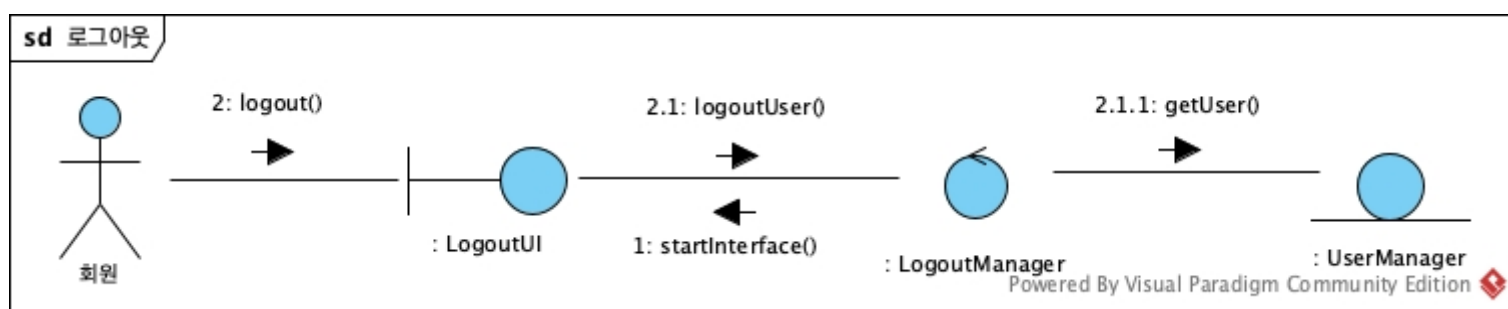 sd 로그아웃
2: logout()
2.1: logoutUser()
2.1.1: getUser()
1: startInterface()
: LogoutUI
: LogoutManager
: UserManager
회원
Powered By Visual Paradigm Community Edition